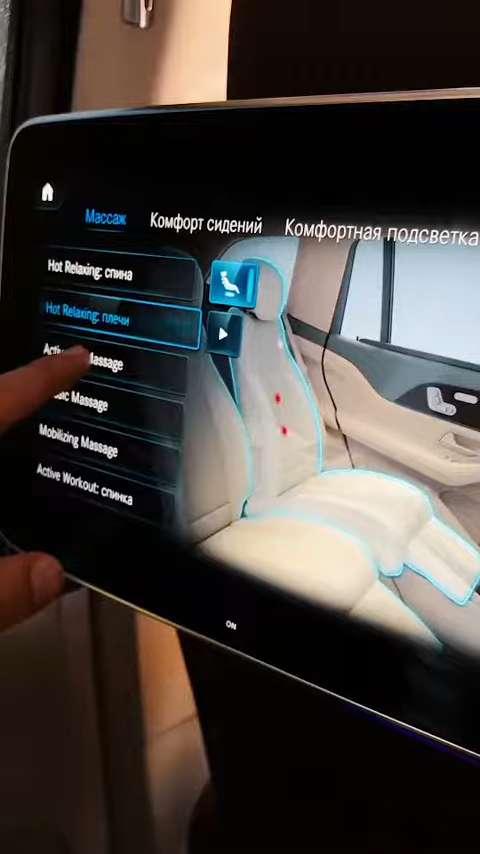 Массаж
Комфорт сидений
Комфортная подсветка
Hot Relaxing: спина
Hot Relaxing: плечи
Massage
Massage
Mobilizing Massage
Active Workout: спинка
ON